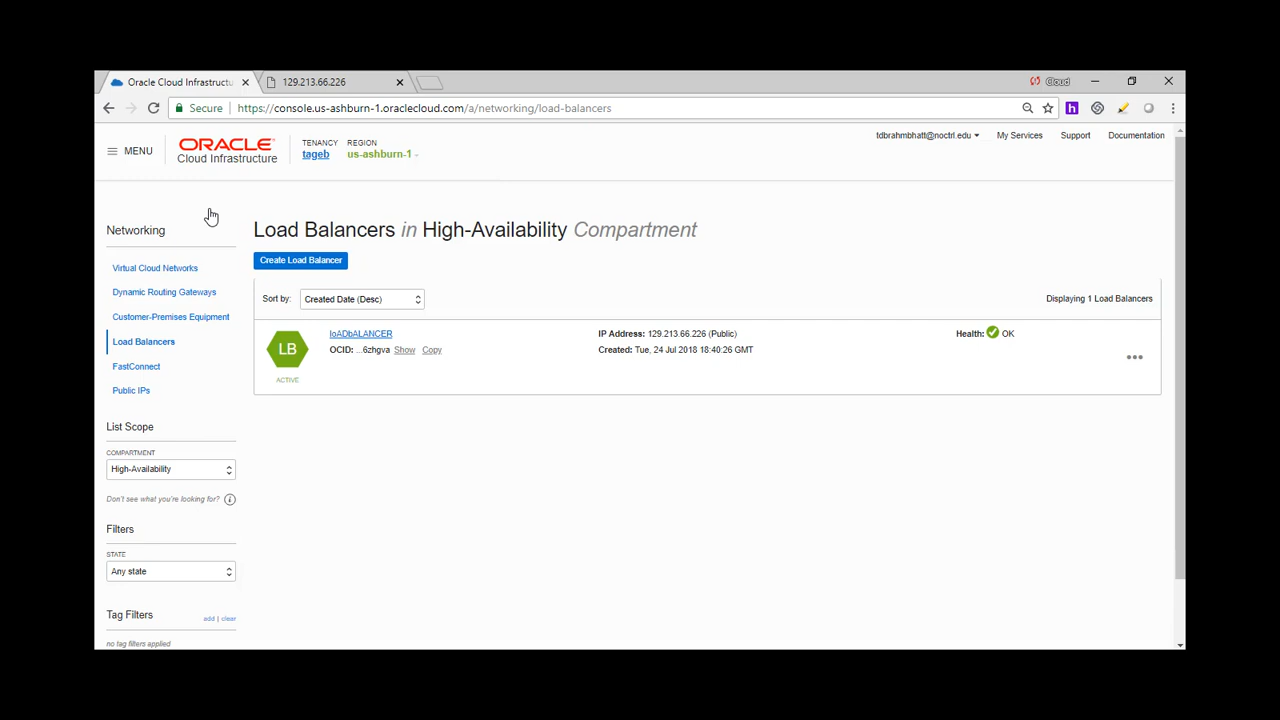 Oracle Cloud Infrastructu
129.213.66.226
Cloud
Secure https://console.us-ashburn-1.oraclecloud.com/a/networking/load-balancers
MENU
ORACLE
Cloud Infrastructure
TENANCY
tageb
REGION
us-ashburn-1
tdbrahmbhatt@noctrl.edu
My Services
Support
Documentation
Networking
Virtual Cloud Networks
Dynamic Routing Gateways
Customer-Premises Equipment
Load Balancers
FastConnect
Public IPs
List Scope
COMPARTMENT
High-Availability
Don't see what you're looking for?
Filters
STATE
Any state
Tag Filters
add | clear
no tag filters applied
Load Balancers in High-Availability Compartment
Create Load Balancer
Sort by: Created Date (Desc)
Displaying 1 Load Balancers
LB
ACTIVE
loADbALANCER
OCID: ...6zhgva Show Copy
IP Address: 129.213.66.226 (Public)
Created: Tue, 24 Jul 2018 18:40:26 GMT
Health: OK